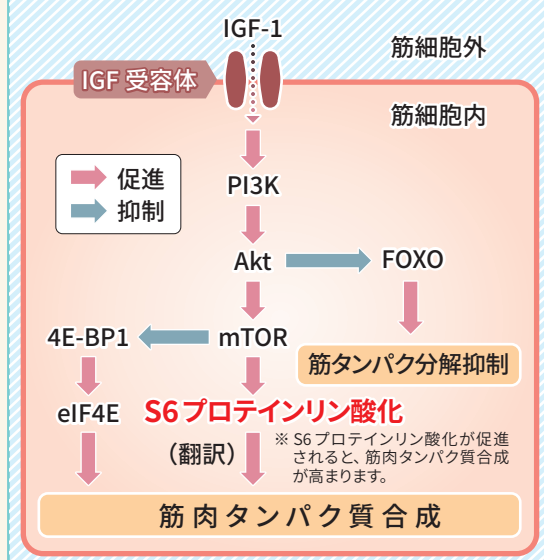 IGF-1
筋細胞外
IGF 受容体
筋細胞内
促進
抑制
PI3K
Akt
FOXO
4E-BP1
mTOR
筋タンパク分解抑制
eIF4E
S6プロテインリン酸化
（翻訳）
※ S6プロテインリン酸化が促進
されると、筋肉タンパク質合成
が高まります。
筋肉タンパク質合成